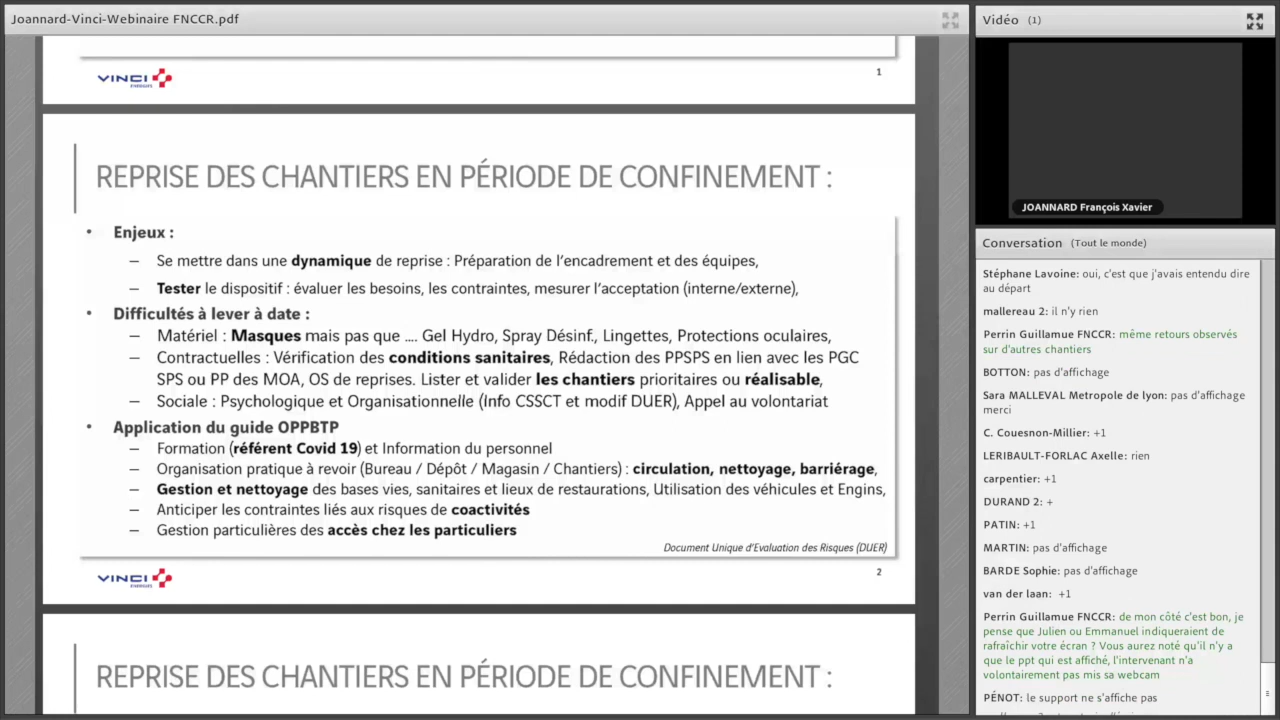 Joannard-Vinci-Webinaire FNCCR.pdf
VINCI
ENERGIES
1
REPRISE DES CHANTIERS EN PÉRIODE DE CONFINEMENT :
• Enjeux :
– Se mettre dans une dynamique de reprise : Préparation de l'encadrement et des équipes,
– Tester le dispositif : évaluer les besoins, les contraintes, mesurer l'acceptation (interne/externe),
• Difficultés à lever à date :
– Matériel : Masques mais pas que .... Gel Hydro, Spray Désinf., Lingettes, Protections oculaires,
– Contractuelles : Vérification des conditions sanitaires, Rédaction des PPSPS en lien avec les PGC
SPS ou PP des MOA, OS de reprises. Lister et valider les chantiers prioritaires ou réalisable,
– Sociale : Psychologique et Organisationnelle (Info CSSCT et modif DUER), Appel au volontariat
• Application du guide OPPBTP
– Formation (référent Covid 19) et Information du personnel
– Organisation pratique à revoir (Bureau / Dépôt / Magasin / Chantiers) : circulation, nettoyage, barriérage,
– Gestion et nettoyage des bases vies, sanitaires et lieux de restaurations, Utilisation des véhicules et Engins,
– Anticiper les contraintes liés aux risques de coactivités
– Gestion particulières des accès chez les particuliers
Document Unique d'Evaluation des Risques (DUER)
VINCI
ENERGIES
2
REPRISE DES CHANTIERS EN PÉRIODE DE CONFINEMENT :
Vidéo (1)
JOANNARD François Xavier
Conversation (Tout le monde)
Stéphane Lavoine: oui, c'est que j'avais entendu dire
au départ
mallereau 2: il n'y rien
Perrin Guillamue FNCCR: même retours observés
sur d'autres chantiers
BOTTON: pas d'affichage
Sara MALLEVAL Metropole de lyon: pas d'affichage
merci
C. Couesnon-Millier: +1
LERIBAULT-FORLAC Axelle: rien
carpentier: +1
DURAND 2: +
PATIN: +1
MARTIN: pas d'affichage
BARDE Sophie: pas d'affichage
van der laan: +1
Perrin Guillamue FNCCR: de mon côté c'est bon, je
pense que Julien ou Emmanuel indiqueraient de
rafraîchir votre écran ? Vous aurez noté qu'il n'y a
que le ppt qui est affiché, l'intervenant n'a
volontairement pas mis sa webcam
PÉNOT: le support ne s'affiche pas